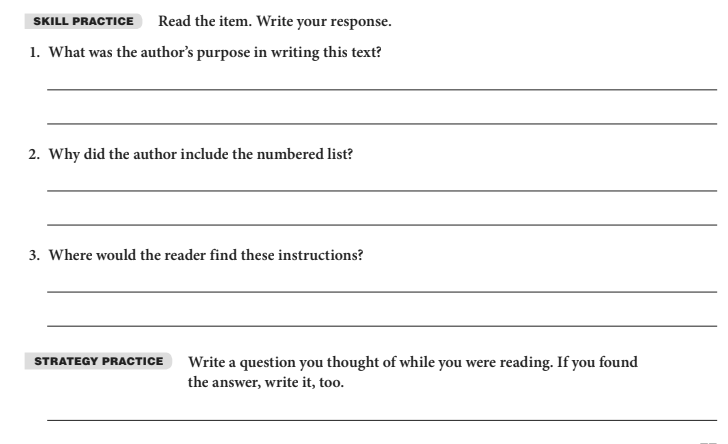 SKILL PRACTICE Read the item. Write your response.
1. What was the author's purpose in writing this text?
2. Why did the author include the numbered list?
3. Where would the reader find these instructions?
STRATEGY PRACTICE Write a question you thought of while you were reading. If you found
the answer, write it, too.